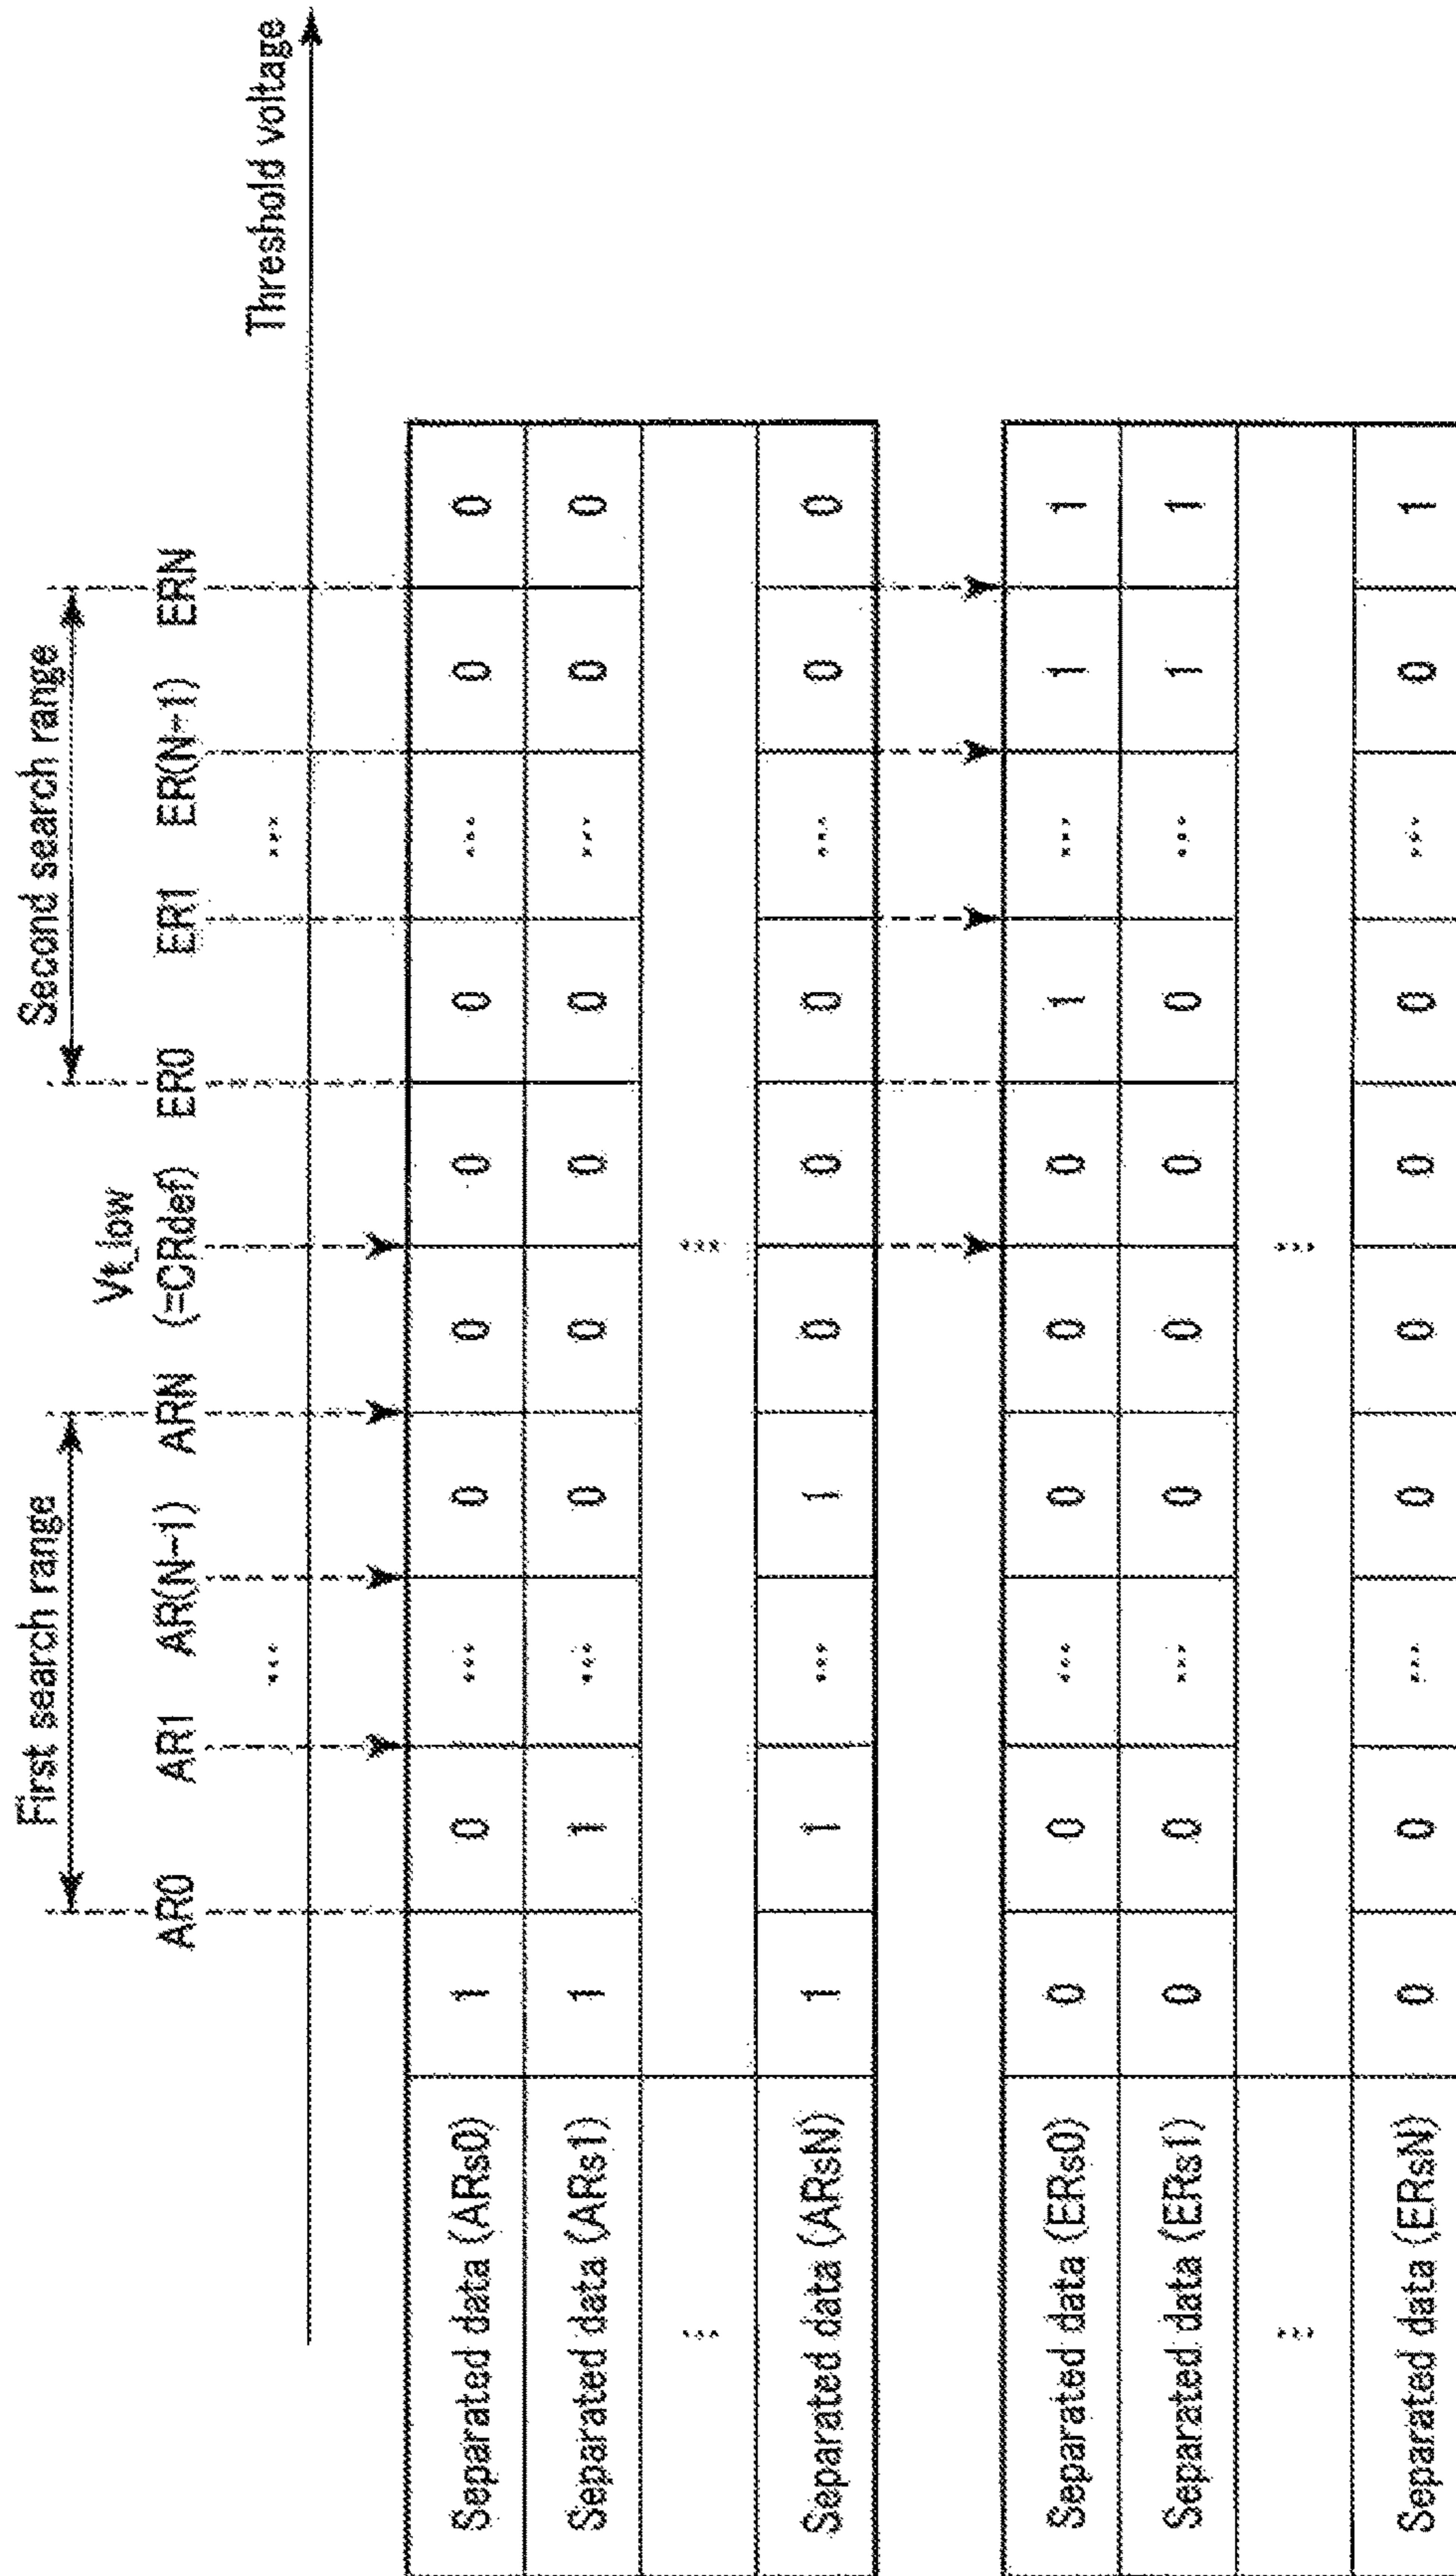 First search range Second search range
Vt_low
AR0 AR1 AR(N-1) ARN (=CRdef) ER0 ER1 ER(N-1) ERN
... ...
Threshold voltage
Separated data (ARs0) 1 0 ... 0 0 0 0 ... 0 0
Separated data (ARs1) 1 1 ... 0 0 0 0 ... 0 0
... ...
Separated data (ARsN) 1 1 ... 1 0 0 0 ... 0 0
Separated data (ERs0) 0 0 ... 0 0 0 1 ... 1 1
Separated data (ERs1) 0 0 ... 0 0 0 0 ... 1 1
... ...
Separated data (ERsN) 0 0 ... 0 0 0 0 ... 0 1